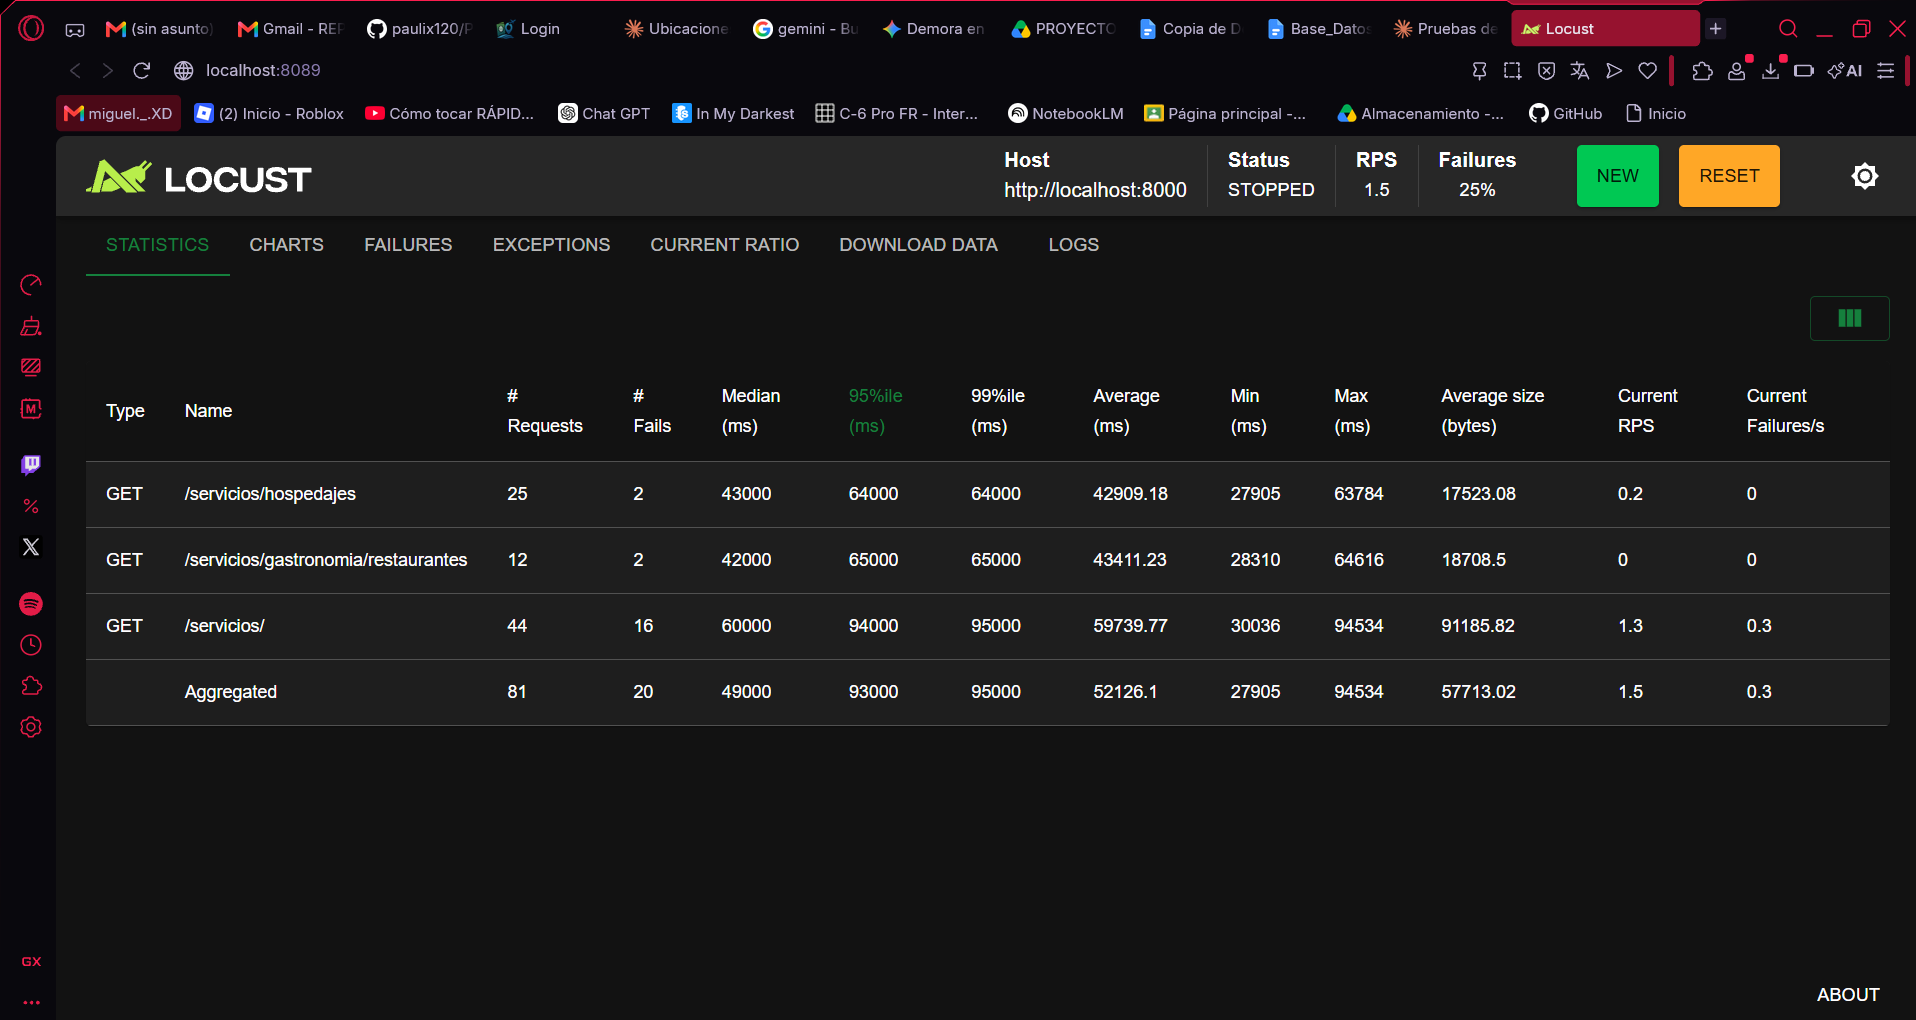 (sin asunto)
Gmail - REP
paulix120/P
Login
Ubicacione
gemini - Bu
Demora en
PROYECTO
Copia de D
Base_Datos
Pruebas de
Locust
localhost:8089
AI
miguel._.XD
(2) Inicio - Roblox
Cómo tocar RÁPID...
Chat GPT
In My Darkest
C-6 Pro FR - Inter...
NotebookLM
Página principal -...
Almacenamiento -...
GitHub
Inicio
LOCUST
Host
http://localhost:8000
Status
STOPPED
RPS
1.5
Failures
25%
NEW
RESET
STATISTICS CHARTS FAILURES EXCEPTIONS CURRENT RATIO DOWNLOAD DATA LOGS
Type Name # Requests # Fails Median (ms) 95%ile (ms) 99%ile (ms) Average (ms) Min (ms) Max (ms) Average size (bytes) Current RPS Current Failures/s
GET /servicios/hospedajes 25 2 43000 64000 64000 42909.18 27905 63784 17523.08 0.2 0
GET /servicios/gastronomia/restaurantes 12 2 42000 65000 65000 43411.23 28310 64616 18708.5 0 0
GET /servicios/ 44 16 60000 94000 95000 59739.77 30036 94534 91185.82 1.3 0.3
Aggregated 81 20 49000 93000 95000 52126.1 27905 94534 57713.02 1.5 0.3
GX
ABOUT